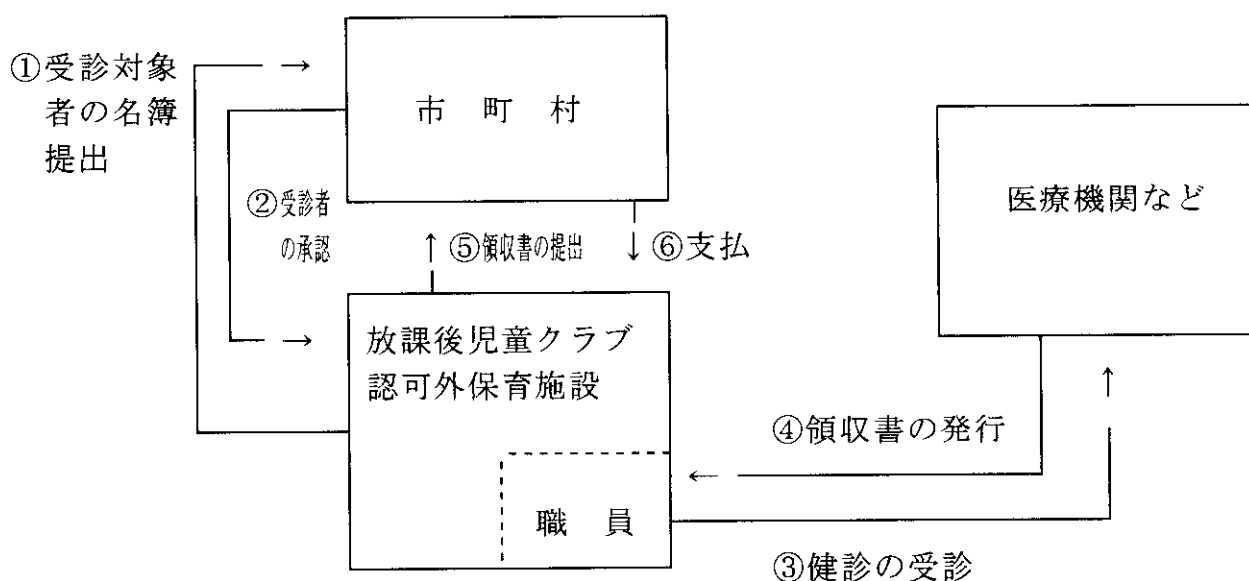 ①受診対象
者の名簿
提出
市町村
医療機関など
②受診者
の承認
⑤領収書の提出
⑥支払
放課後児童クラブ
認可外保育施設
④領収書の発行
職員
③健診の受診